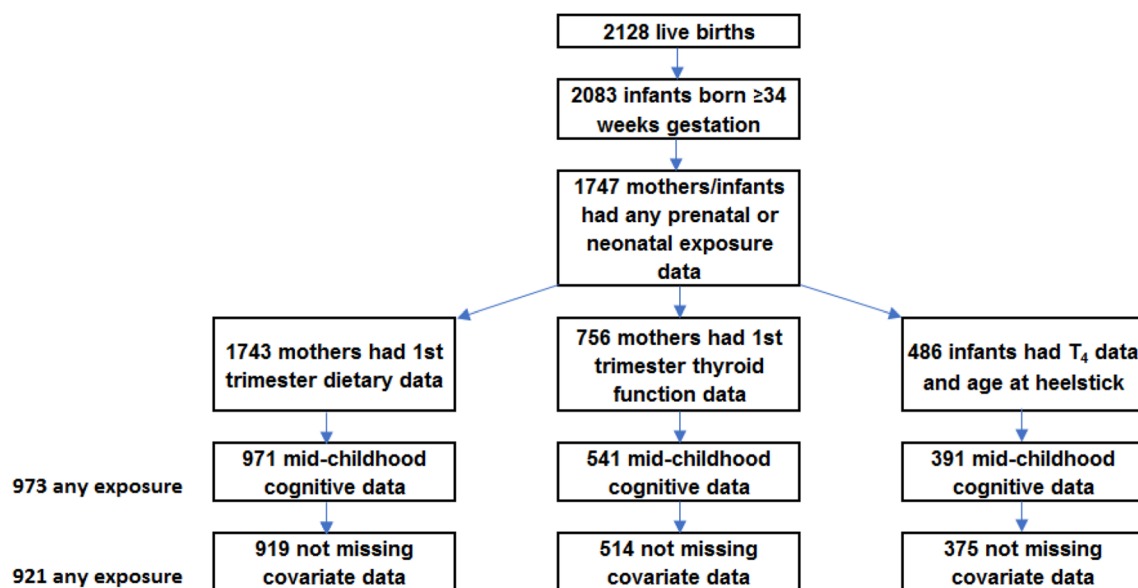 2128 live births
2083 infants born ≥34
weeks gestation
1747 mothers/infants
had any prenatal or
neonatal exposure
data
1743 mothers had 1st
trimester dietary data
756 mothers had 1st
trimester thyroid
function data
486 infants had T₄ data
and age at heelstick
973 any exposure
971 mid-childhood
cognitive data
541 mid-childhood
cognitive data
391 mid-childhood
cognitive data
921 any exposure
919 not missing
covariate data
514 not missing
covariate data
375 not missing
covariate data